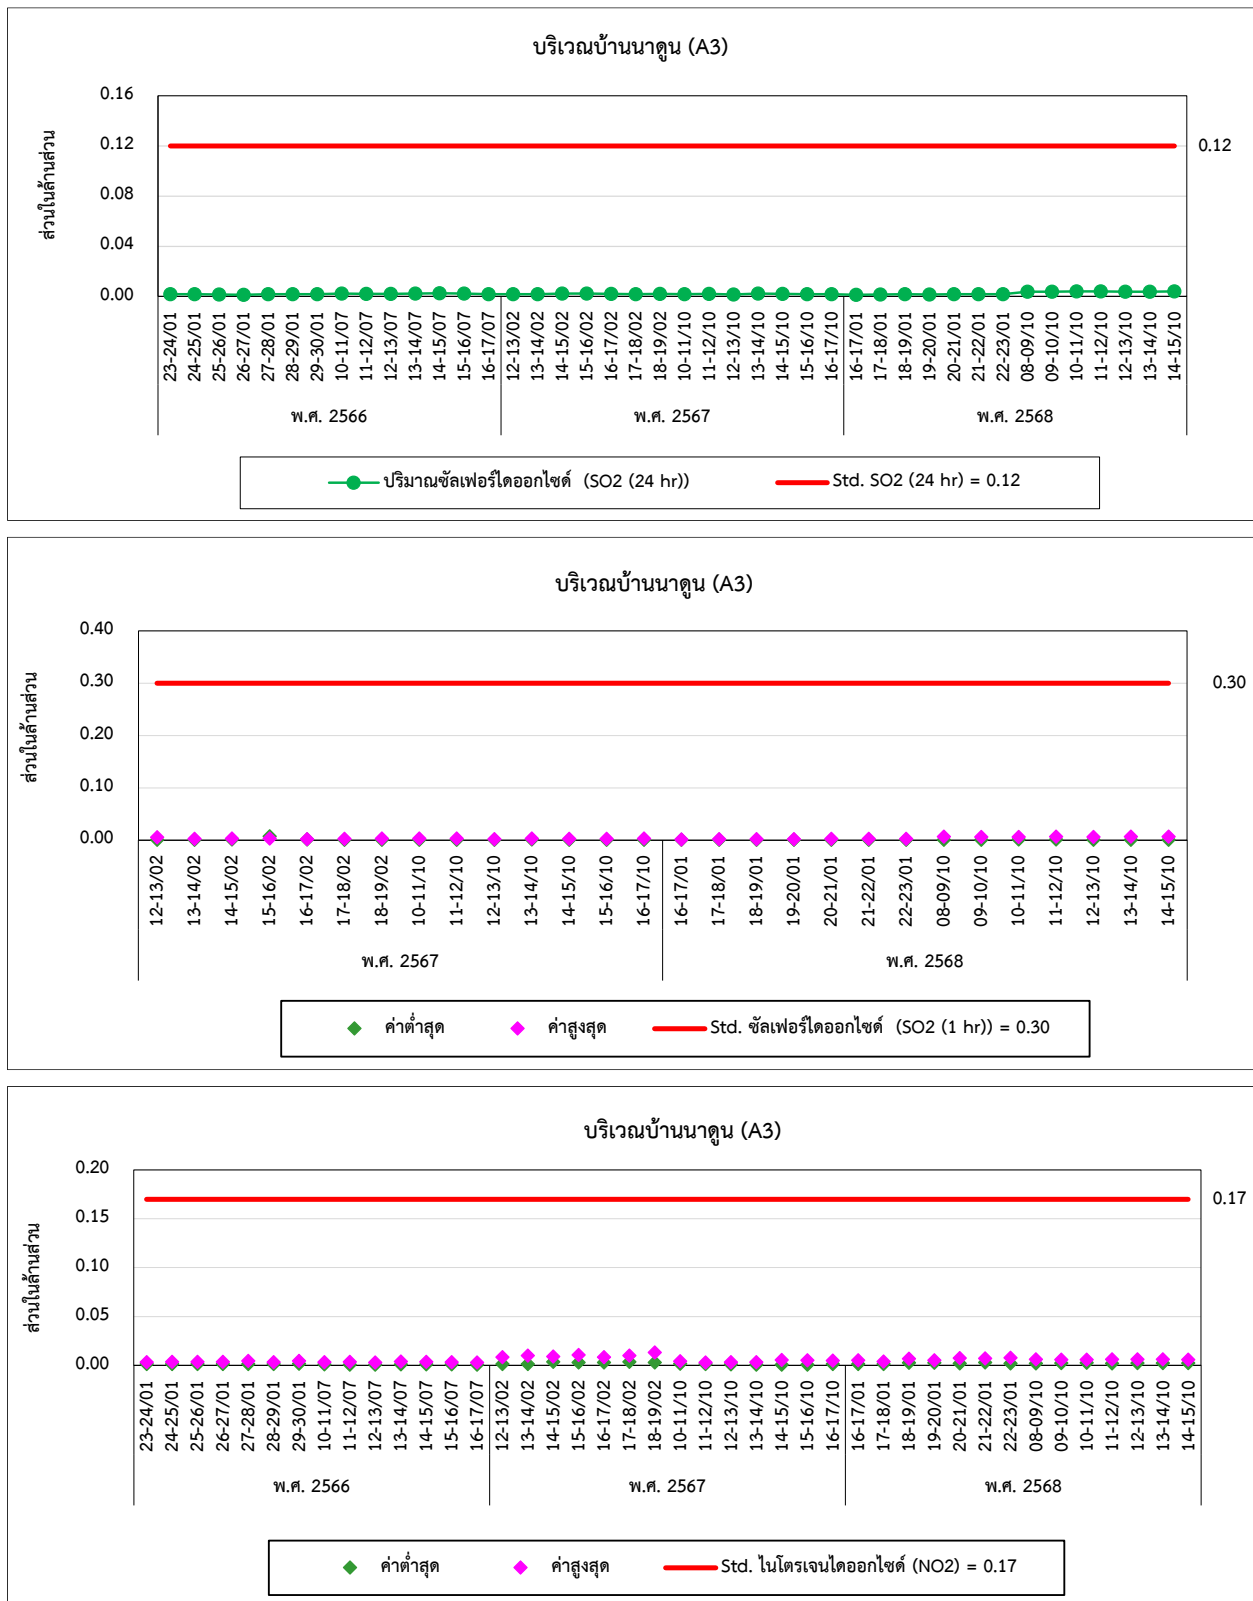 บริเวณบ้านนาดูน (A3)
ส่วนในล้านส่วน
0.16
0.12
0.08
0.04
0.00
0.12
23-24/01 24-25/01 25-26/01 26-27/01 27-28/01 28-29/01 29-30/01 10-11/07 11-12/07 12-13/07 13-14/07 14-15/07 15-16/07 16-17/07 12-13/02 13-14/02 14-15/02 15-16/02 16-17/02 17-18/02 18-19/02 10-11/10 11-12/10 12-13/10 13-14/10 14-15/10 15-16/10 16-17/10 16-17/01 17-18/01 18-19/01 19-20/01 20-21/01 21-22/01 22-23/01 08-09/10 09-10/10 10-11/10 11-12/10 12-13/10 13-14/10 14-15/10
พ.ศ. 2566 พ.ศ. 2567 พ.ศ. 2568
ปริมาณซัลเฟอร์ไดออกไซด์ (SO2 (24 hr)) Std. SO2 (24 hr) = 0.12
บริเวณบ้านนาดูน (A3)
ส่วนในล้านส่วน
0.40
0.30
0.20
0.10
0.00
0.30
12-13/02 13-14/02 14-15/02 15-16/02 16-17/02 17-18/02 18-19/02 10-11/10 11-12/10 12-13/10 13-14/10 14-15/10 15-16/10 16-17/10 16-17/01 17-18/01 18-19/01 19-20/01 20-21/01 21-22/01 22-23/01 08-09/10 09-10/10 10-11/10 11-12/10 12-13/10 13-14/10 14-15/10
พ.ศ. 2567 พ.ศ. 2568
ค่าต่ำสุด ค่าสูงสุด Std. ซัลเฟอร์ไดออกไซด์ (SO2 (1 hr)) = 0.30
บริเวณบ้านนาดูน (A3)
ส่วนในล้านส่วน
0.20
0.15
0.10
0.05
0.00
0.17
23-24/01 24-25/01 25-26/01 26-27/01 27-28/01 28-29/01 29-30/01 10-11/07 11-12/07 12-13/07 13-14/07 14-15/07 15-16/07 16-17/07 12-13/02 13-14/02 14-15/02 15-16/02 16-17/02 17-18/02 18-19/02 10-11/10 11-12/10 12-13/10 13-14/10 14-15/10 15-16/10 16-17/10 16-17/01 17-18/01 18-19/01 19-20/01 20-21/01 21-22/01 22-23/01 08-09/10 09-10/10 10-11/10 11-12/10 12-13/10 13-14/10 14-15/10
พ.ศ. 2566 พ.ศ. 2567 พ.ศ. 2568
ค่าต่ำสุด ค่าสูงสุด Std. ไนโตรเจนไดออกไซด์ (NO2) = 0.17